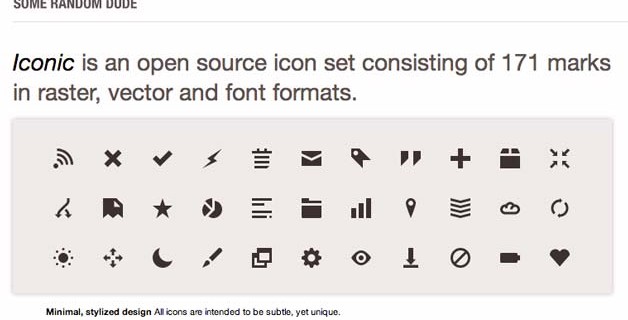 SOME RANDOM DUDE
Iconic is an open source icon set consisting of 171 marks
in raster, vector and font formats.
Minimal, stylized design All icons are intended to be subtle, yet unique.